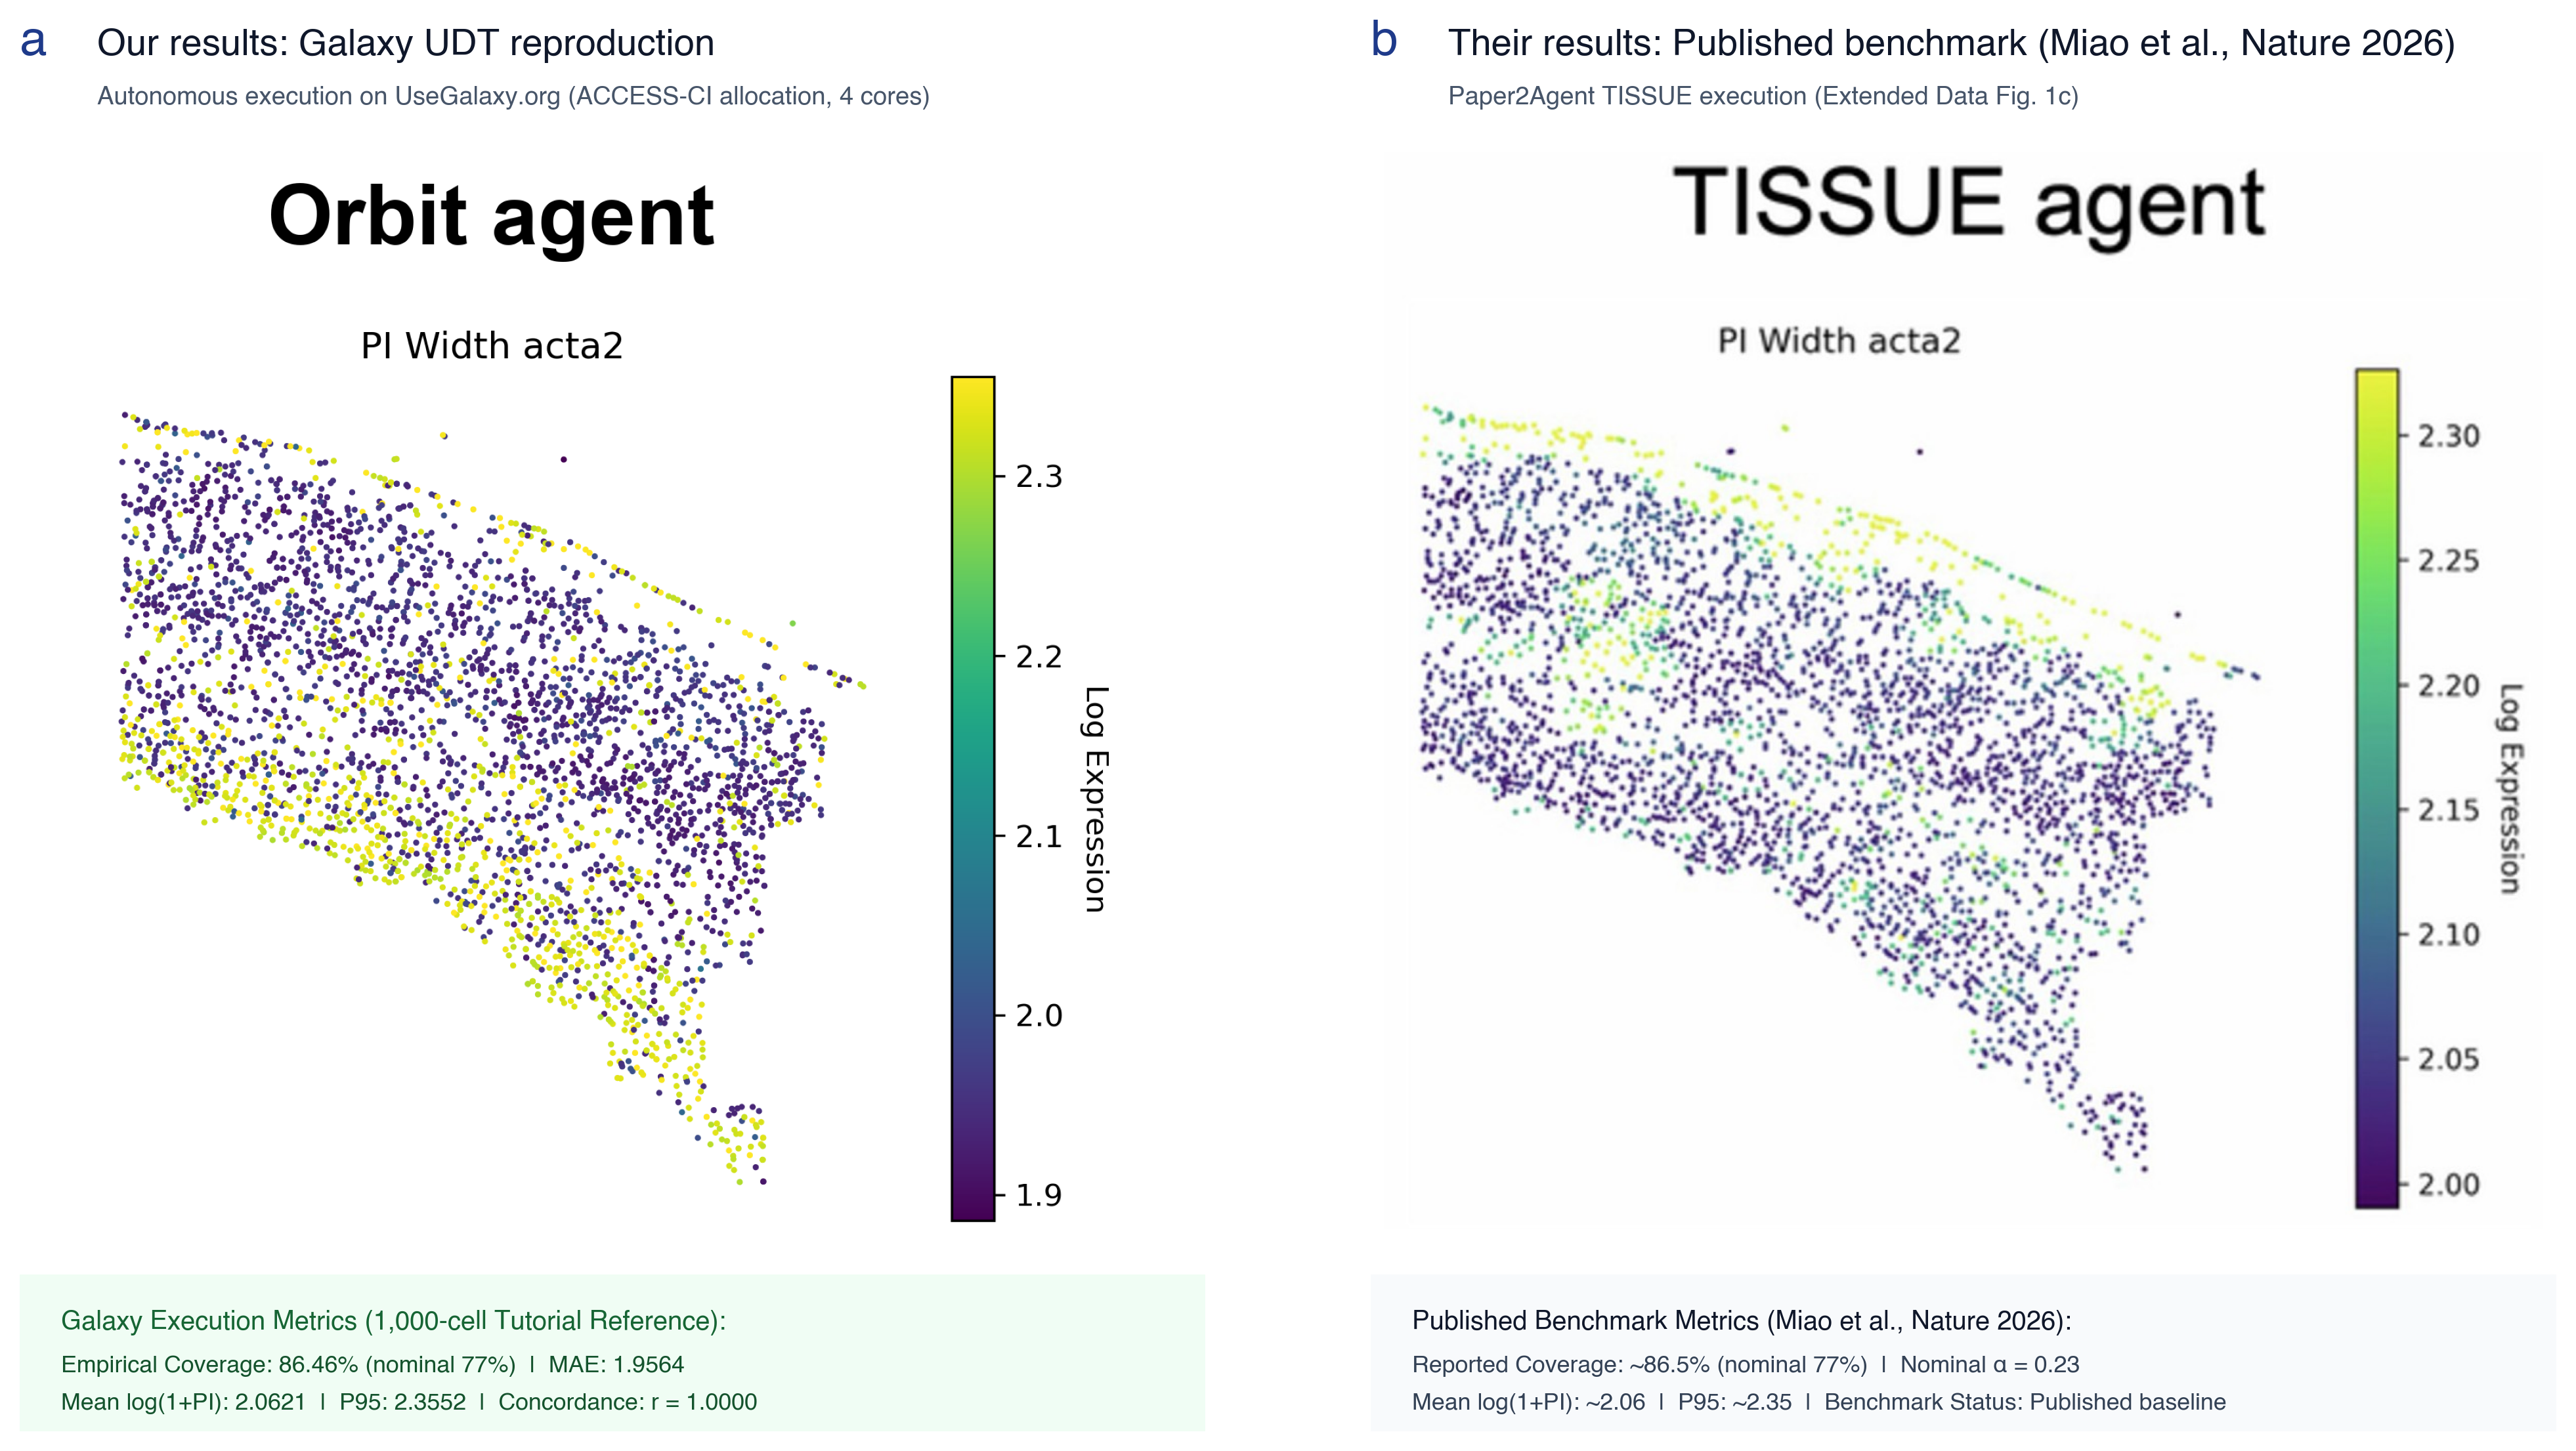 a Our results: Galaxy UDT reproduction
Autonomous execution on UseGalaxy.org (ACCESS-CI allocation, 4 cores)
Orbit agent
PI Width acta2
2.3
2.2
2.1
2.0
1.9
Log Expression
Galaxy Execution Metrics (1,000-cell Tutorial Reference):
Empirical Coverage: 86.46% (nominal 77%) | MAE: 1.9564
Mean log(1+PI): 2.0621 | P95: 2.3552 | Concordance: r = 1.0000
b Their results: Published benchmark (Miao et al., Nature 2026)
Paper2Agent TISSUE execution (Extended Data Fig. 1c)
TISSUE agent
PI Width acta2
2.30
2.25
2.20
2.15
2.10
2.05
2.00
Log Expression
Published Benchmark Metrics (Miao et al., Nature 2026):
Reported Coverage: ~86.5% (nominal 77%) | Nominal α = 0.23
Mean log(1+PI): ~2.06 | P95: ~2.35 | Benchmark Status: Published baseline